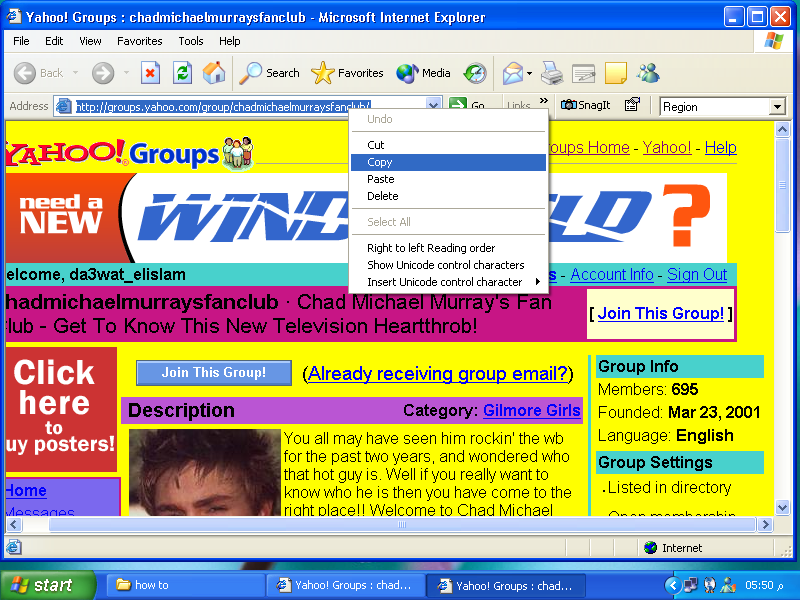 Yahoo! Groups : chadmichaelmurraysfanclub - Microsoft Internet Explorer
File Edit View Favorites Tools Help
Back Search Favorites Media
Address http://groups.yahoo.com/group/chadmichaelmurraysfanclub/ Go Links » SnagIt Region
Undo
Cut
Copy
Paste
Delete
Select All
Right to left Reading order
Show Unicode control characters
Insert Unicode control character
YAHOO! Groups
roups Home - Yahoo! - Help
need a
NEW
?
elcome, da3wat_elislam
s - Account Info - Sign Out
chadmichaelmurraysfanclub · Chad Michael Murray's Fan
Club - Get To Know This New Television Heartthrob!
[ Join This Group! ]
Click
here
to
uy posters!
Join This Group!
(Already receiving group email?)
Description
Category: Gilmore Girls
You all may have seen him rockin' the wb
for the past two years, and wondered who
that hot guy is. Well if you really want to
know who he is then you have come to the
right place!! Welcome to Chad Michael
Group Info
Members: 695
Founded: Mar 23, 2001
Language: English
Group Settings
· Listed in directory
Open membership
Home
Messages
Internet
start
how to
Yahoo! Groups : chad...
Yahoo! Groups : chad...
05:50 م